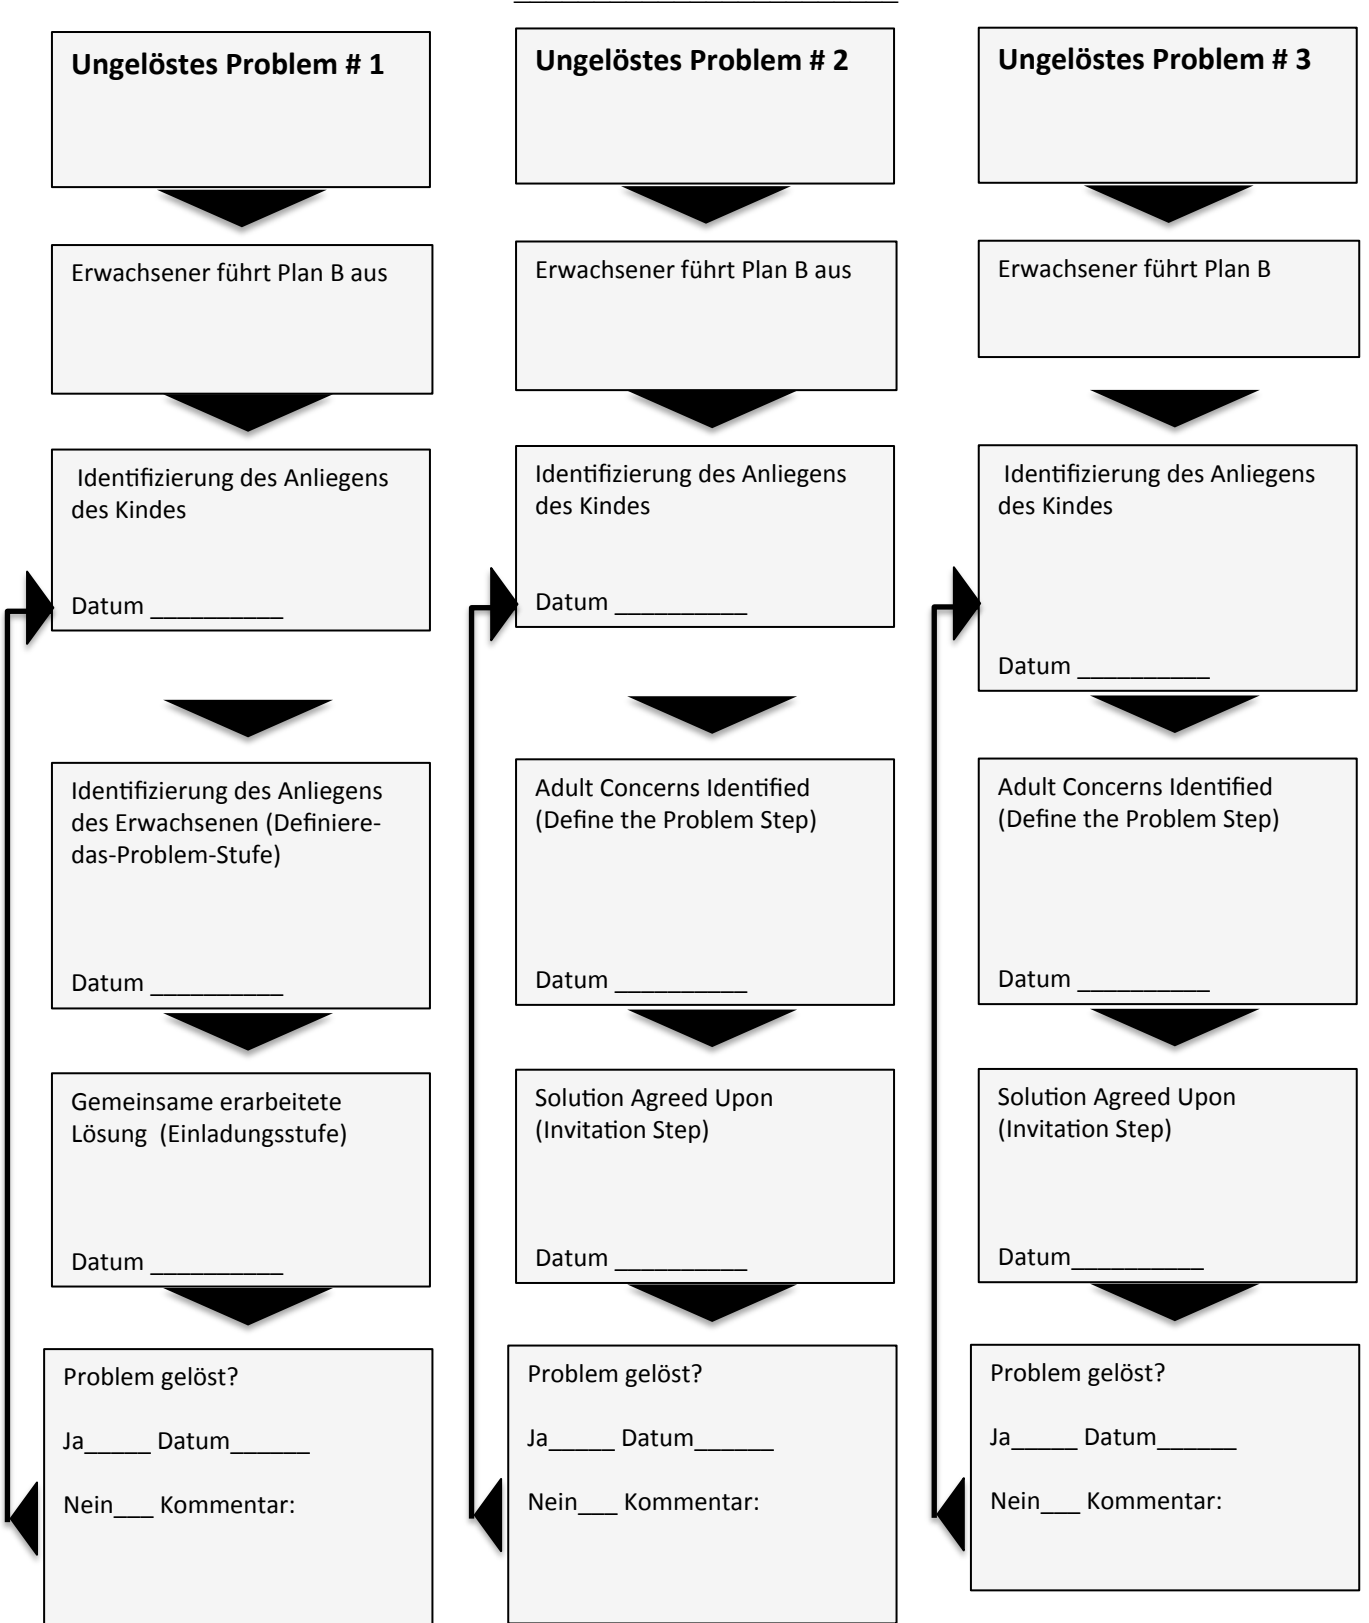 Ungelöstes Problem # 1
Erwachsener führt Plan B aus
Identifizierung des Anliegens
des Kindes
Datum __________
Identifizierung des Anliegens
des Erwachsenen (Definiere-
das-Problem-Stufe)
Datum __________
Gemeinsame erarbeitete
Lösung (Einladungsstufe)
Datum __________
Problem gelöst?
Ja_____ Datum______
Nein___ Kommentar:
Ungelöstes Problem # 2
Erwachsener führt Plan B aus
Identifizierung des Anliegens
des Kindes
Datum __________
Adult Concerns Identified
(Define the Problem Step)
Datum __________
Solution Agreed Upon
(Invitation Step)
Datum __________
Problem gelöst?
Ja_____ Datum______
Nein___ Kommentar:
Ungelöstes Problem # 3
Erwachsener führt Plan B
Identifizierung des Anliegens
des Kindes
Datum __________
Adult Concerns Identified
(Define the Problem Step)
Datum __________
Solution Agreed Upon
(Invitation Step)
Datum__________
Problem gelöst?
Ja_____ Datum______
Nein___ Kommentar: